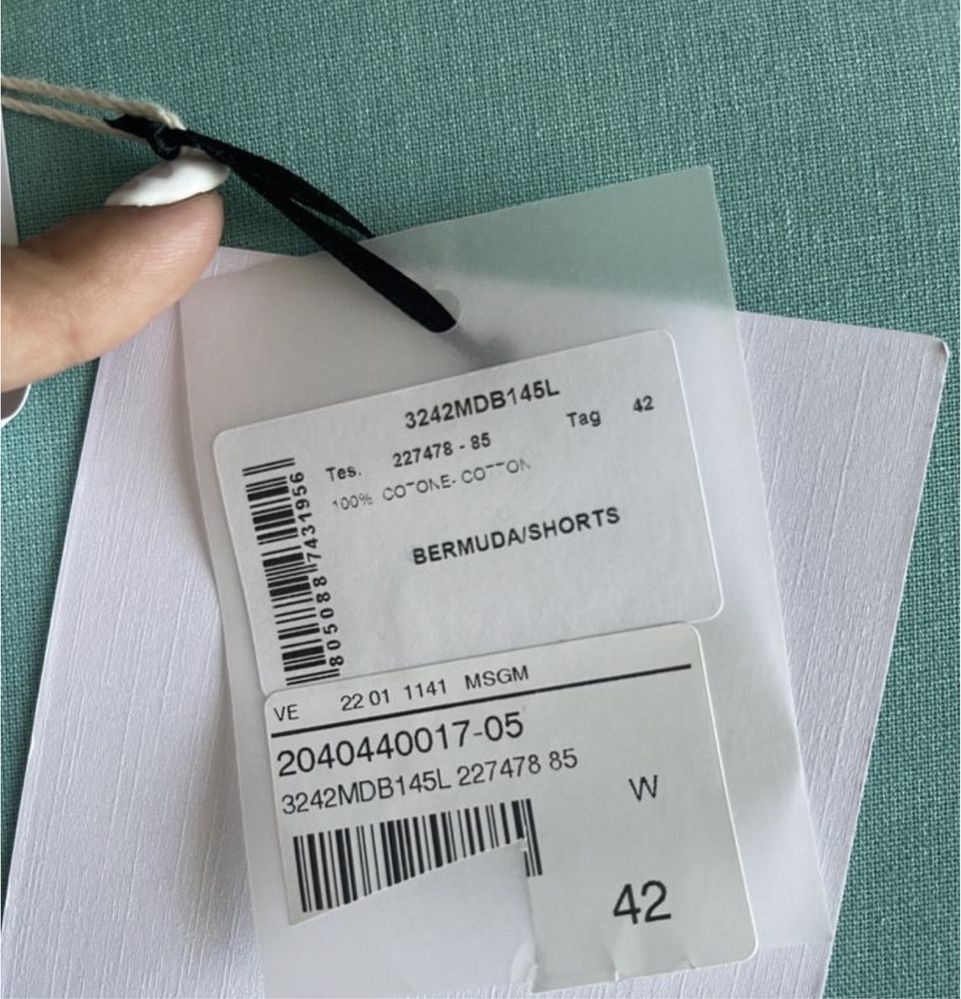 3242MDB145L
Tag 42
Tes. 227478 - 85
100% COTONE- COTTON
BERMUDA/SHORTS
8050887431956
VE 22 01 1141 MSGM
2040440017-05
3242MDB145L 227478 85
W
42